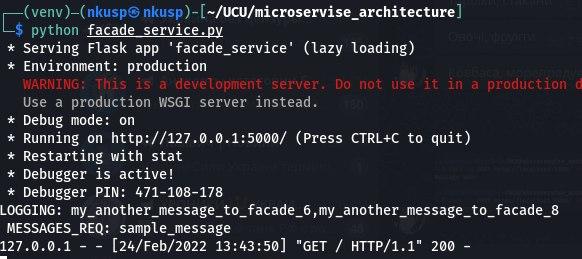 (venv)-(nkusp㉿nkusp)-[~/UCU/microservise_architecture]
$ python facade_service.py
* Serving Flask app 'facade_service' (lazy loading)
* Environment: production
WARNING: This is a development server. Do not use it in a production d
Use a production WSGI server instead.
* Debug mode: on
* Running on http://127.0.0.1:5000/ (Press CTRL+C to quit)
* Restarting with stat
* Debugger is active!
* Debugger PIN: 471-108-178
LOGGING: my_another_message_to_facade_6,my_another_message_to_facade_8
MESSAGES_REQ: sample_message
127.0.0.1 - - [24/Feb/2022 13:43:50] "GET / HTTP/1.1" 200 -